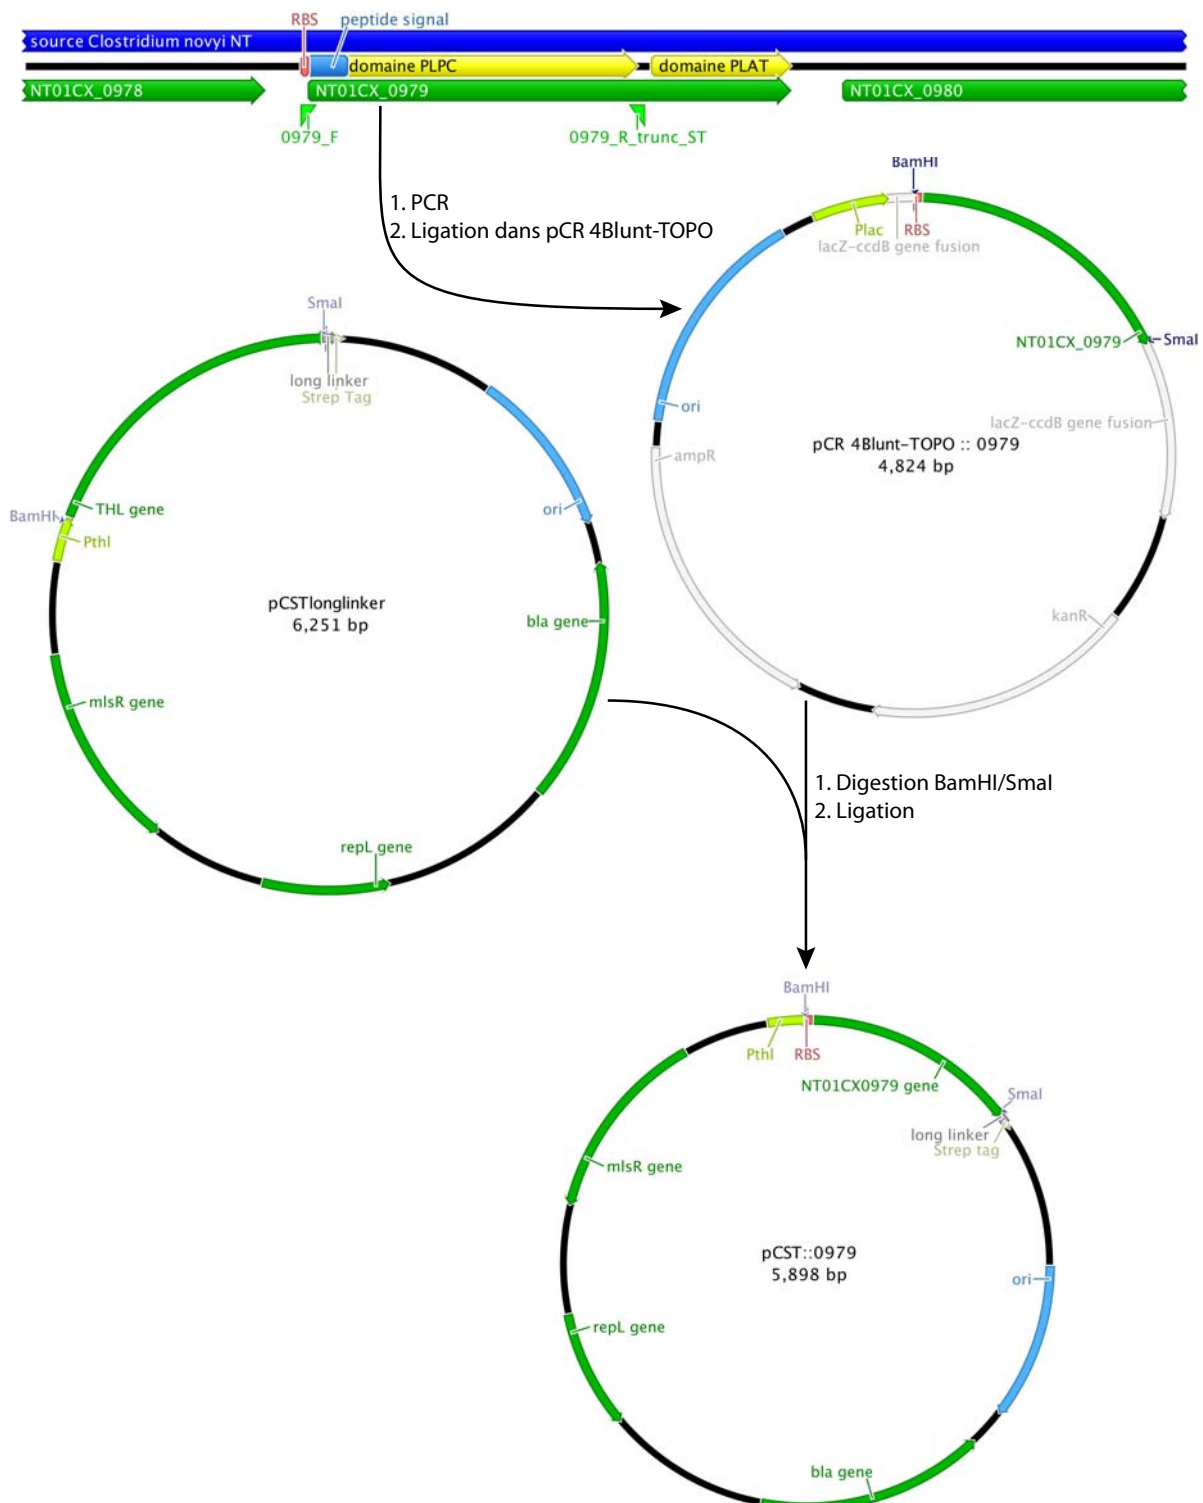 RBS
peptide signal
source Clostridium novyi NT
domaine PLPC
domaine PLAT
NT01CX_0978
NT01CX_0979
NT01CX_0980
0979_F
0979_R_trunc_ST
1. PCR
2. Ligation dans pCR 4Blunt-TOPO
BamHI
Plac
RBS
lacZ-ccdB gene fusion
NT01CX_0979
SmaI
ori
lacZ-ccdB gene fusion
ampR
pCR 4Blunt-TOPO :: 0979
4,824 bp
kanR
SmaI
long linker
Strep Tag
BamHI
THL gene
Pthl
ori
pCSTlonglinker
6,251 bp
bla gene
mlsR gene
repL gene
1. Digestion BamHI/SmaI
2. Ligation
BamHI
Pthl
RBS
NT01CX0979 gene
SmaI
long linker
Strep tag
mlsR gene
pCST::0979
5,898 bp
ori
repL gene
bla gene